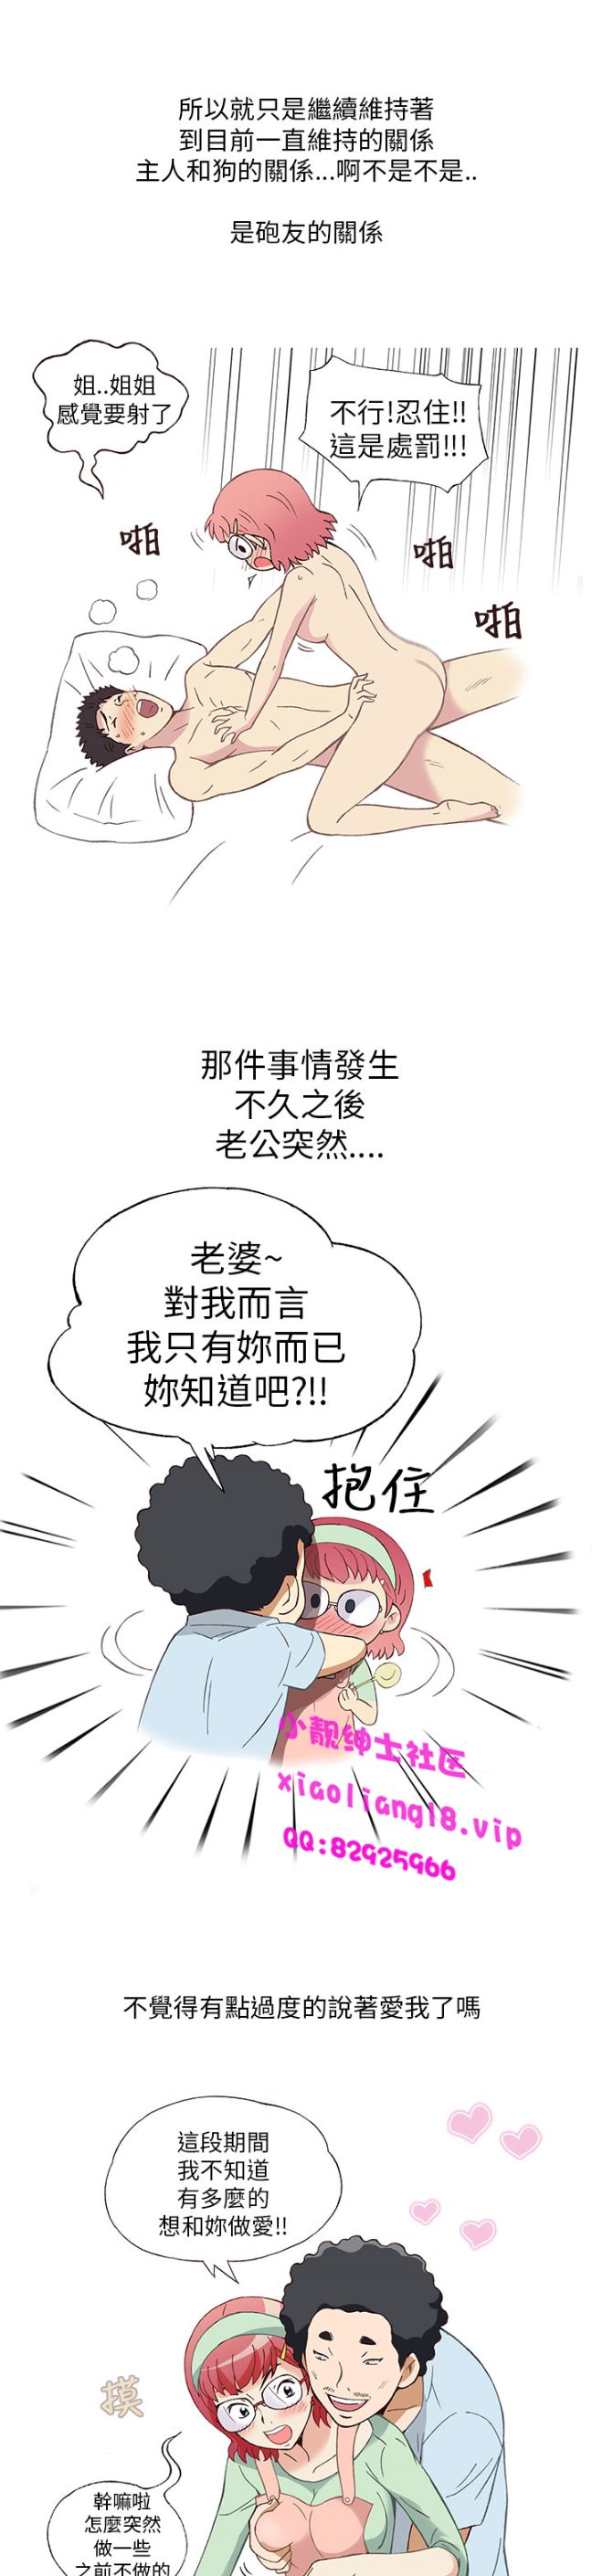 所以就只是繼續維持著
到目前一直維持的關係
主人和狗的關係...啊不是不是..
是砲友的關係
姐..姐姐
感覺要射了
不行!忍住!!
這是處罰!!!
啪
啪
啪
那件事情發生
不久之後
老公突然....
老婆~
對我而言
我只有妳而已
妳知道吧?!!
抱住
小靓绅士社区
xiaoliang18.vip
QQ:82925966
不覺得有點過度的說著愛我了嗎
這段期間
我不知道
有多麼的
想和妳做愛!!
摸
幹嘛啦
怎麼突然
做一些
之前不做的